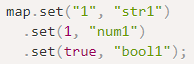 map.set("1", "str1")
  .set(1, "num1")
  .set(true, "bool1");